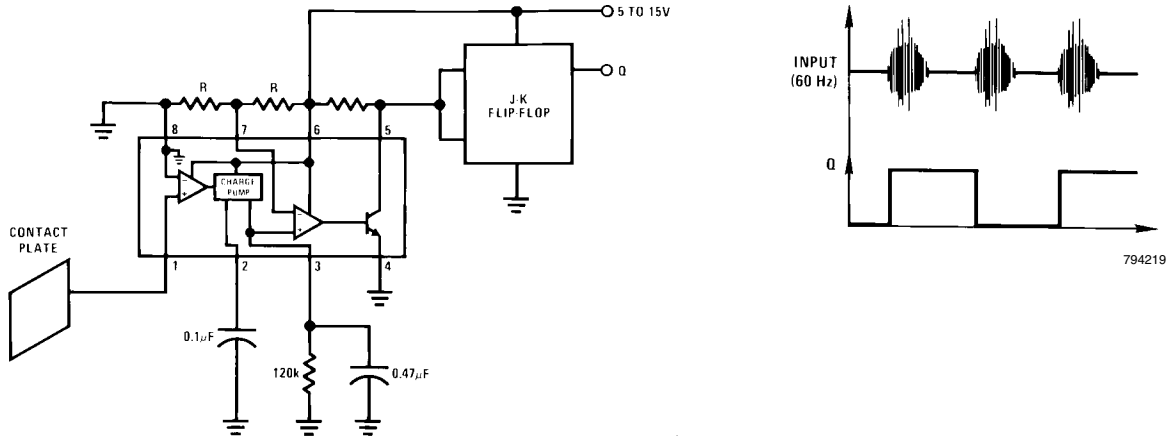 5 TO 15V
R
R
J-K
FLIP-FLOP
Q
8
7
6
5
CHARGE
PUMP
CONTACT
PLATE
1
2
3
4
0.1μF
120k
0.47μF
INPUT
(60 Hz)
Q
794219